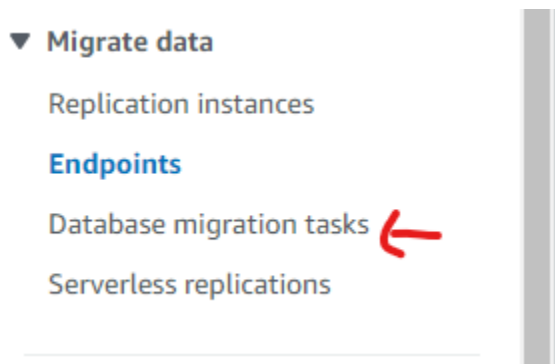 Migrate data
Replication instances
Endpoints
Database migration tasks
Serverless replications